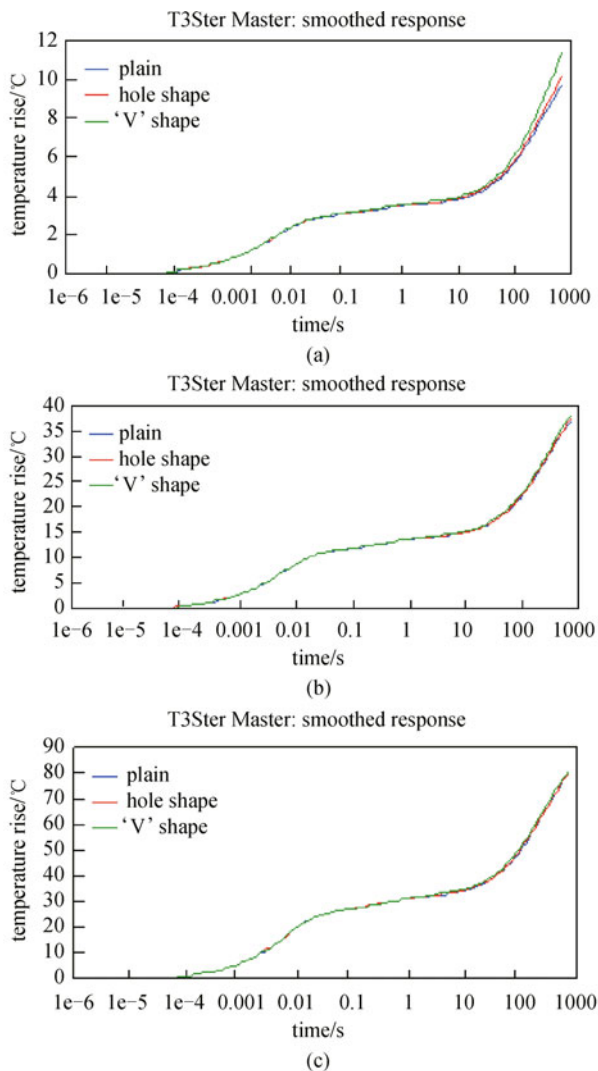 T3Ster Master: smoothed response
temperature rise/℃
12
10
8
6
4
2
0
plain
hole shape
‘V’ shape
1e−6 1e−5 1e−4 0.001 0.01 0.1 1 10 100 1000
time/s
(a)
T3Ster Master: smoothed response
temperature rise/℃
40
35
30
25
20
15
10
5
0
plain
hole shape
‘V’ shape
1e−6 1e−5 1e−4 0.001 0.01 0.1 1 10 100 1000
time/s
(b)
T3Ster Master: smoothed response
temperature rise/℃
90
80
70
60
50
40
30
20
10
0
plain
hole shape
‘V’ shape
1e−6 1e−5 1e−4 0.001 0.01 0.1 1 10 100 1000
time/s
(c)